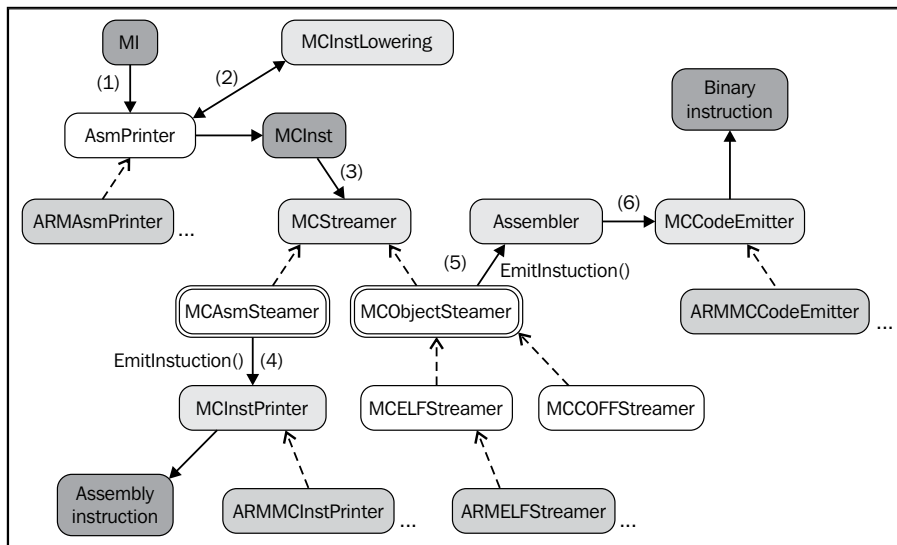 MI
MCInstLowering
(1)
(2)
Binary
instruction
AsmPrinter
MCInst
(3)
ARMAsmPrinter
...
MCStreamer
Assembler
(6)
MCCodeEmitter
(5)
EmitInstuction()
MCAsmSteamer
MCObjectSteamer
ARMMCCodeEmitter
...
EmitInstuction()
(4)
MCInstPrinter
MCELFStreamer
MCCOFFStreamer
Assembly
instruction
ARMMCInstPrinter
...
ARMELFStreamer
...